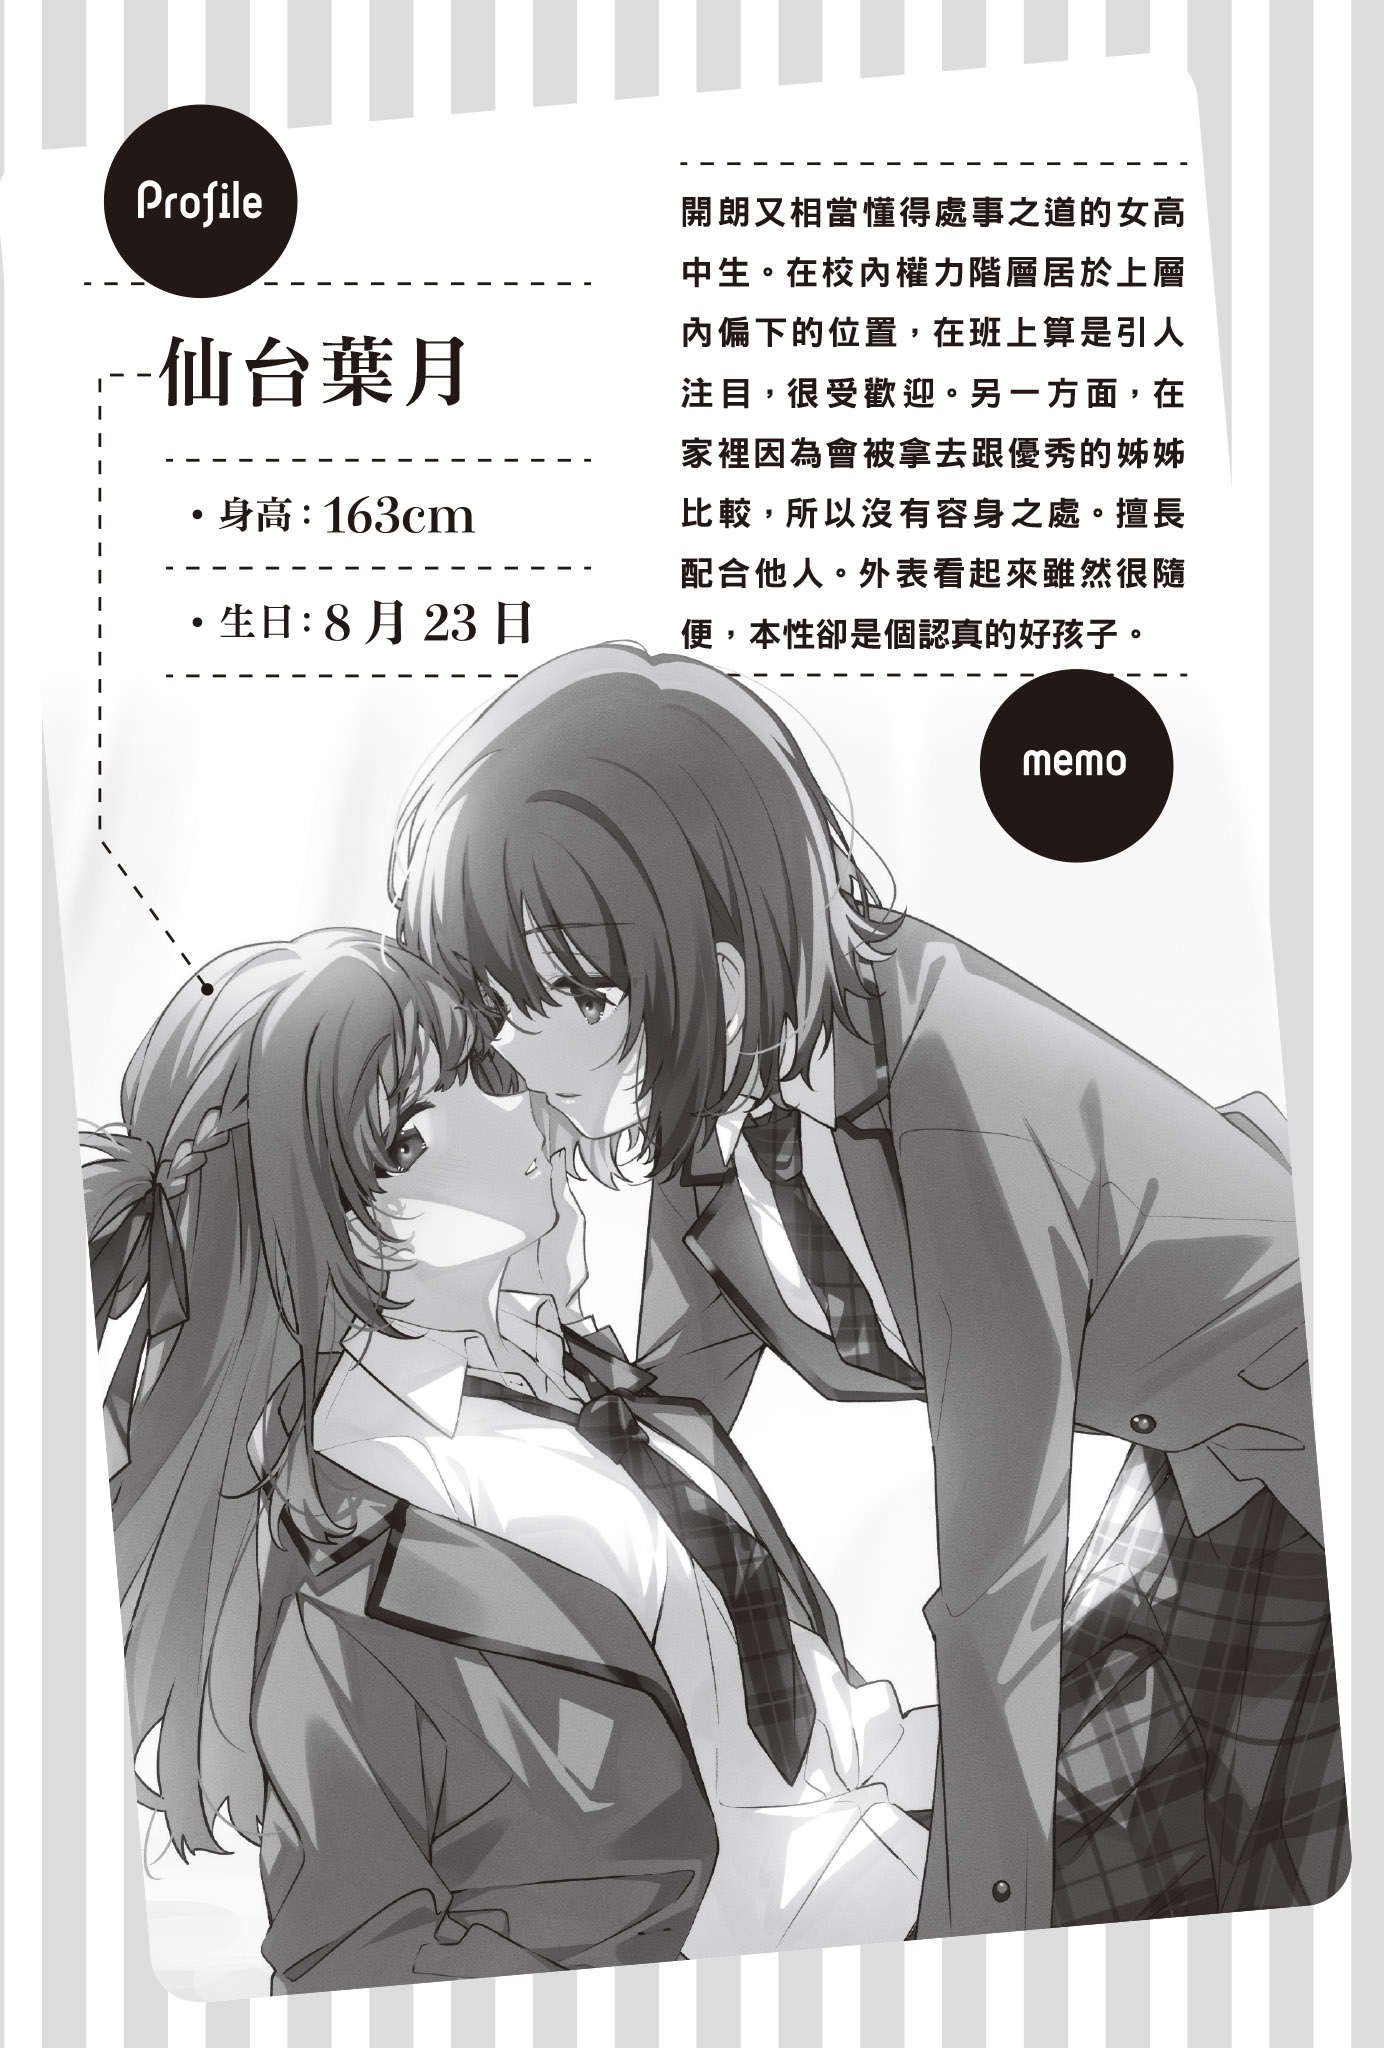 Profile
仙台葉月
・身高：163cm
・生日：8月23日
開朗又相當懂得處事之道的女高
中生。在校內權力階層居於上層
內偏下的位置，在班上算是引人
注目，很受歡迎。另一方面，在
家裡因為會被拿去跟優秀的姊姊
比較，所以沒有容身之處。擅長
配合他人。外表看起來雖然很隨
便，本性卻是個認真的好孩子。
memo